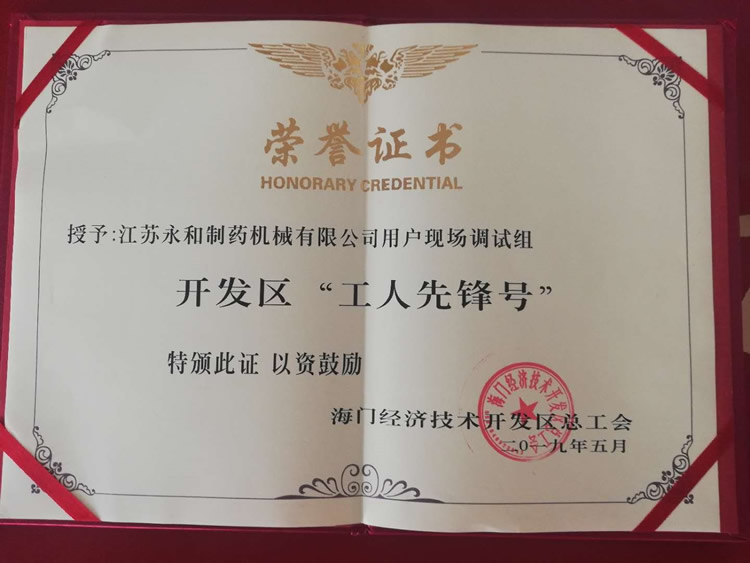 荣誉证书
HONORARY CREDENTIAL
授予:江苏永和制药机械有限公司用户现场调试组
开发区 “工人先锋号”
特颁此证 以资鼓励
海门经济技术开发区总工会
二〇一九年五月